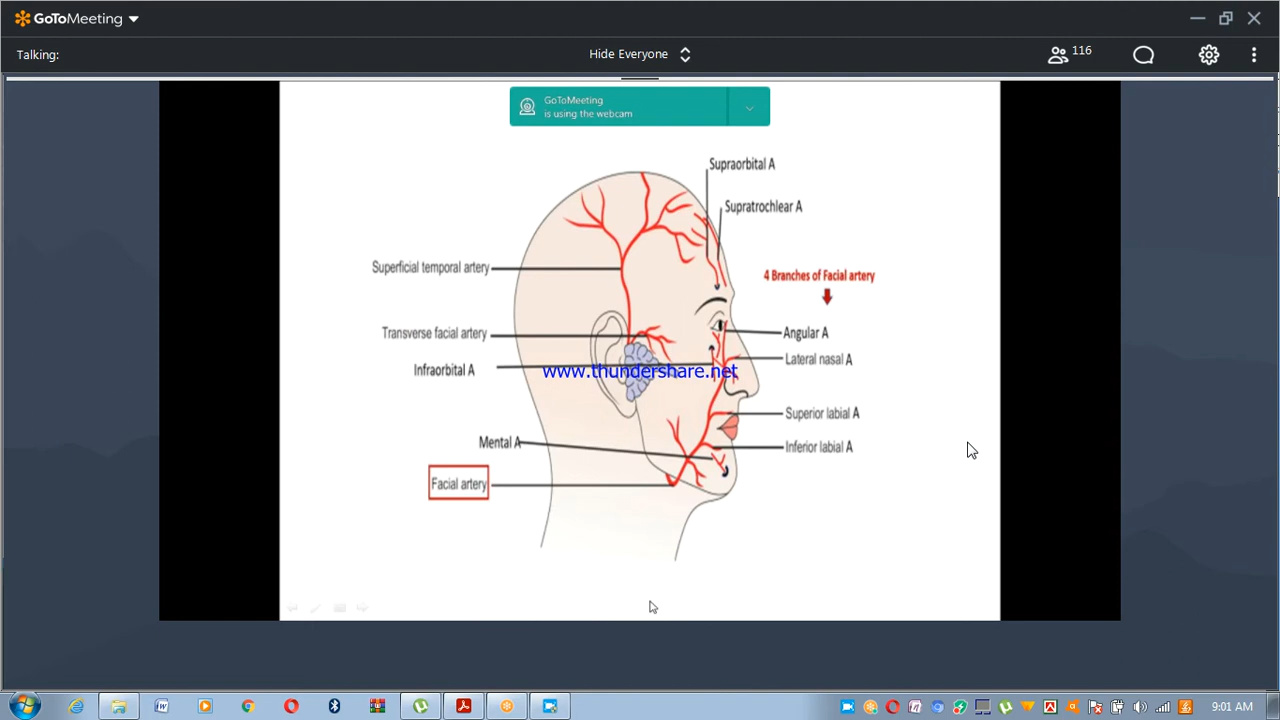 GoToMeeting
Talking:
Hide Everyone
116
GoToMeeting
is using the webcam
Supraorbital A
Supratrochlear A
Superficial temporal artery
4 Branches of Facial artery
Transverse facial artery
Angular A
Lateral nasal A
Infraorbital A
www.thundershare.net
Superior labial A
Mental A
Inferior labial A
Facial artery
9:01 AM